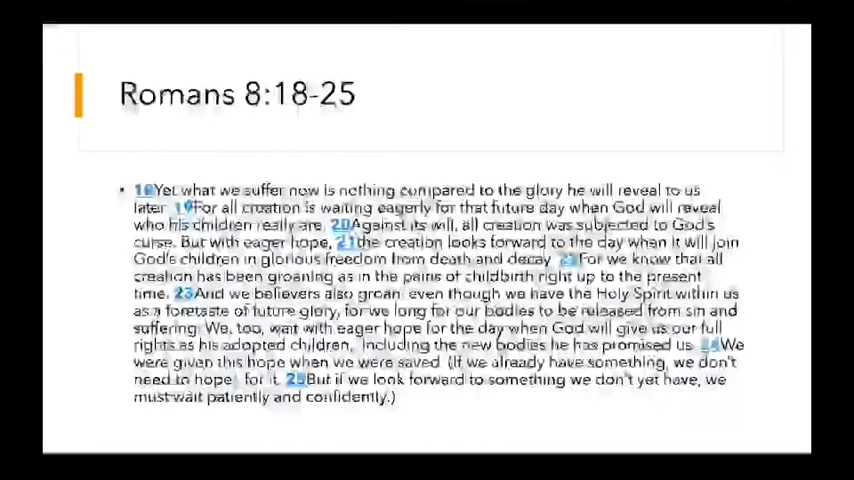 Romans 8:18-25
• 18Yet what we suffer now is nothing compared to the glory he will reveal to us
later. 19For all creation is waiting eagerly for that future day when God will reveal
who his children really are. 20Against its will, all creation was subjected to God's
curse. But with eager hope, 21the creation looks forward to the day when it will join
God's children in glorious freedom from death and decay. 22For we know that all
creation has been groaning as in the pains of childbirth right up to the present
time. 23And we believers also groan, even though we have the Holy Spirit within us
as a foretaste of future glory, for we long for our bodies to be released from sin and
suffering. We, too, wait with eager hope for the day when God will give us our full
rights as his adopted children, including the new bodies he has promised us. 24We
were given this hope when we were saved. (If we already have something, we don't
need to hope for it. 25But if we look forward to something we don't yet have, we
must wait patiently and confidently.)